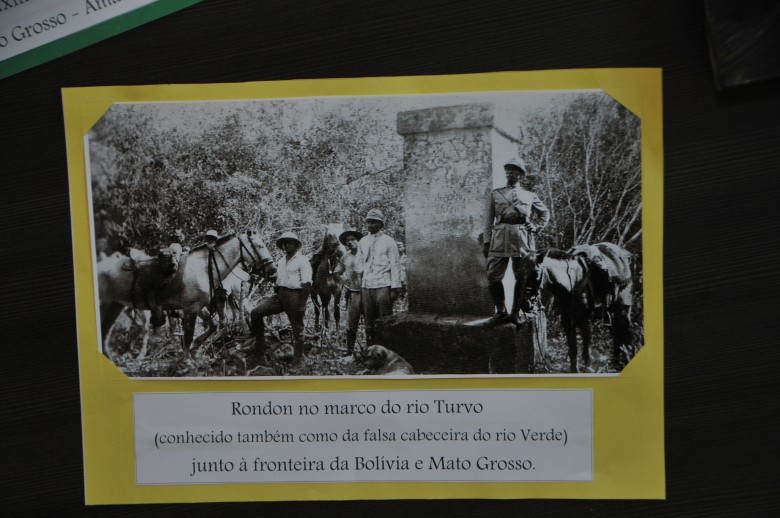 o Grosso –
Rondon no marco do rio Turvo
(conhecido também como da falsa cabeceira do rio Verde)
junto à fronteira da Bolívia e Mato Grosso.